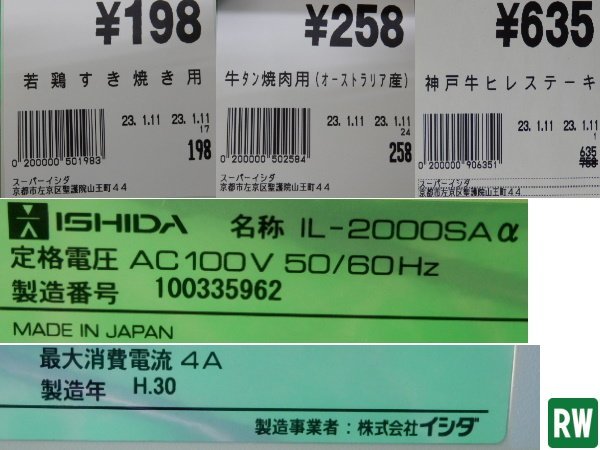 ¥198
若鶏すき焼き用
23. 1.11 23. 1.11
17
0 200000 501983
198
スーパーイシダ
京都市左京区聖護院山王町44
¥258
牛タン焼肉用(オーストラリア産)
23. 1.11 23. 1.11
24
0 200000 502584
258
スーパーイシダ
京都市左京区聖護院山王町44
¥635
神戸牛ヒレステーキ
23. 1.11 23. 1.11
1
0 200000 906351
635
スーパーイシダ
京都市左京区聖護院山王町44
ISHIDA 名称 IL-2000SAα
定格電圧 AC100V 50/60Hz
製造番号 100335962
MADE IN JAPAN
最大消費電流 4A
製造年 H.30
製造事業者：株式会社イシダ
RW